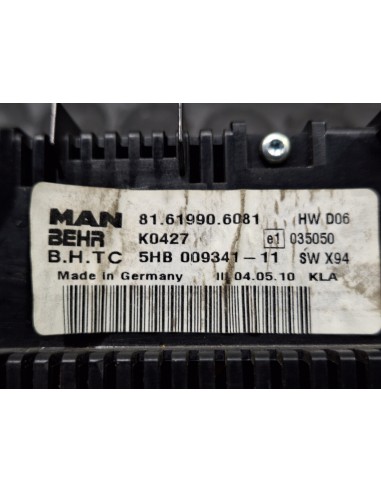 MAN 81.61990.6081 HW D06
BEHR K0427 e1 035050
B.H.TC 5HB 009341-11 SW X94
Made in Germany III 04.05.10 KLA